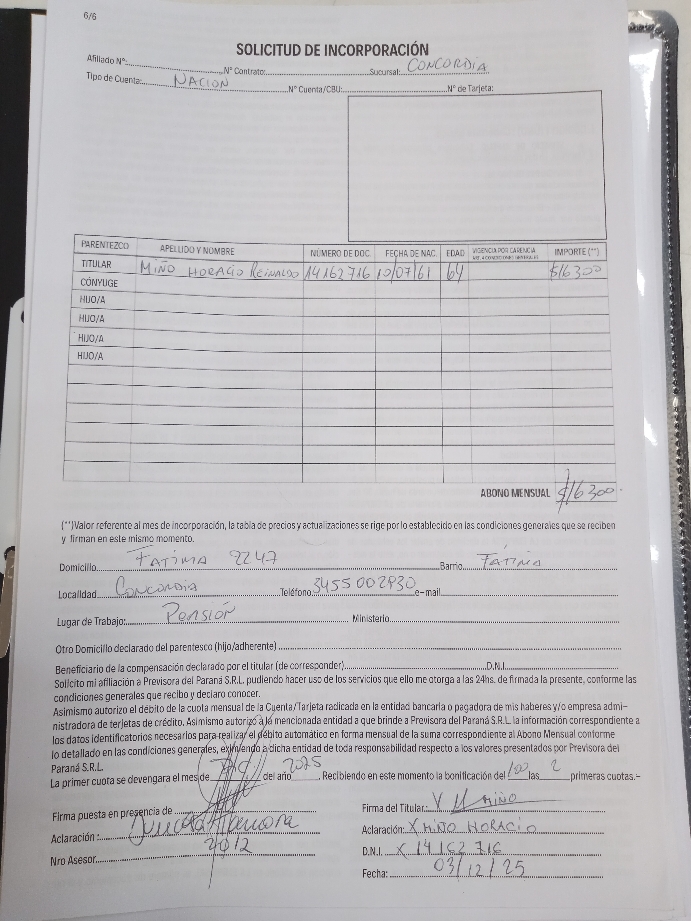 6/6
SOLICITUD DE INCORPORACIÓN
Afiliado N°: N° Contrato: Sucursal: CONCORDIA
Tipo de Cuenta: NACION N° Cuenta/CBU: N° de Tarjeta:
PARENTEZCO APELLIDO Y NOMBRE NÚMERO DE DOC. FECHA DE NAC. EDAD VIGENCIA POR CARENCIA IMPORTE (**)
TITULAR MIÑO HORACIO REINALDO 14162716 10/07/61 64 $16300
CÓNYUGE
HIJO/A
HIJO/A
HIJO/A
HIJO/A
ABONO MENSUAL $16300
(**)Valor referente al mes de incorporación, la tabla de precios y actualizaciones se rige por lo establecido en las condiciones generales que se reciben
y firman en este mismo momento.
Domicilio FATIMA 2247 Barrio FATIMA
Localidad CONCORDIA Teléfono 3455002930 e-mail
Lugar de Trabajo: PENSIÓN Ministerio
Otro Domicilio declarado del parentesco (hijo/adherente)
Beneficiario de la compensación declarado por el titular (de corresponder) D.N.I.
Solicito mi afiliación a Previsora del Paraná S.R.L. pudiendo hacer uso de los servicios que ello me otorga a las 24hs. de firmada la presente, conforme las
condiciones generales que recibo y declaro conocer.
Asimismo autorizo el débito de la cuota mensual de la Cuenta/Tarjeta radicada en la entidad bancaria o pagadora de mis haberes y/o empresa admi-
nistradora de terjetas de crédito. Asimismo autorizo a la mencionada entidad a que brinde a Previsora del Paraná S.R.L. la información correspondiente a
los datos identificatorios necesarios para realizar el débito automático en forma mensual de la suma correspondiente al Abono Mensual conforme
lo detallado en las condiciones generales, eximiendo a dicha entidad de toda responsabilidad respecto a los valores presentados por Previsora del
Paraná S.R.L.
La primer cuota se devengara el mes de del año 2025. Recibiendo en este momento la bonificación del 100 las 2 primeras cuotas.-
Firma puesta en presencia de
Aclaración :
Nro Asesor
Firma del Titular: MIÑO
Aclaración: X MIÑO HORACIO
D.N.I. X 14162716
Fecha: 03/12/25